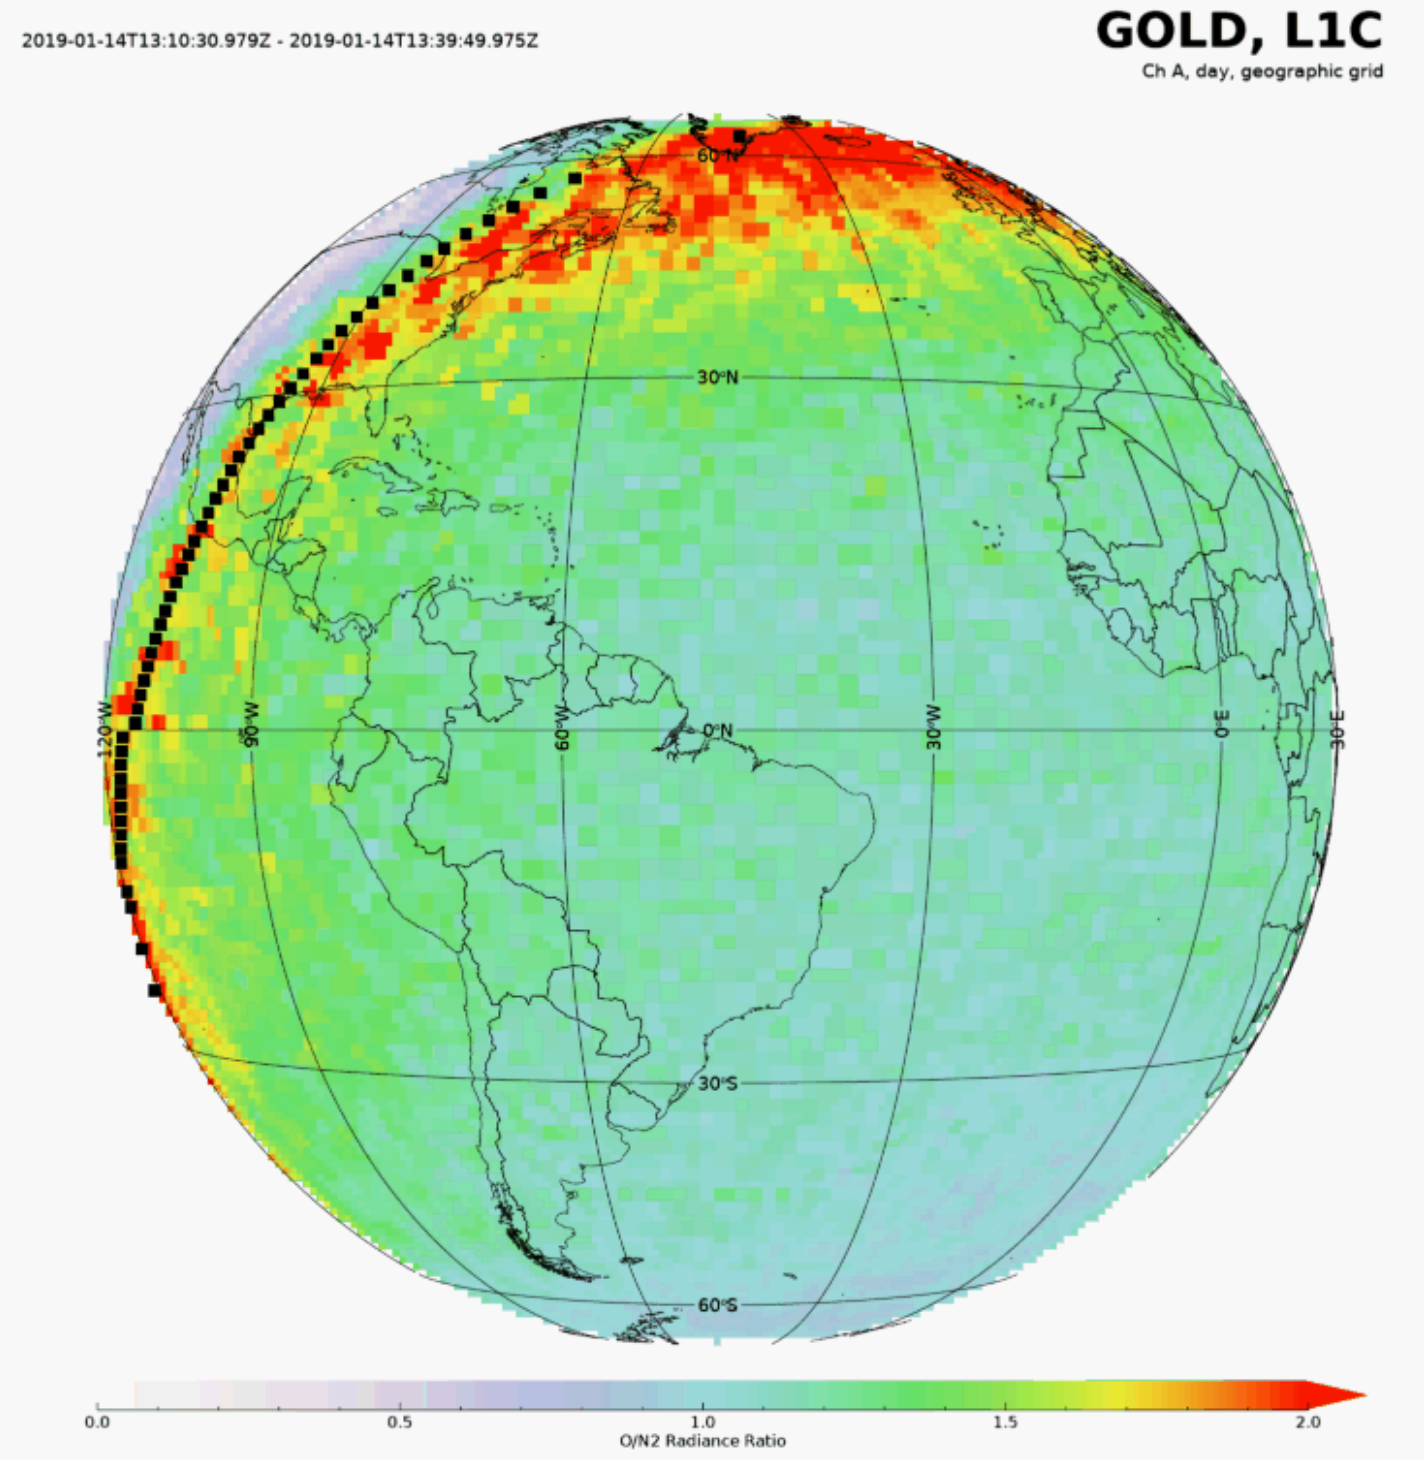 GOLD, L1C
2019-01-14T13:10:30.979Z - 2019-01-14T13:39:49.975Z
Ch A, day, geographic grid
60°N
30°N
120°W
90°W
60°W
0°N
30°W
0°E
30°E
30°S
60°S
0.0 0.5 1.0 1.5 2.0
O/N2 Radiance Ratio